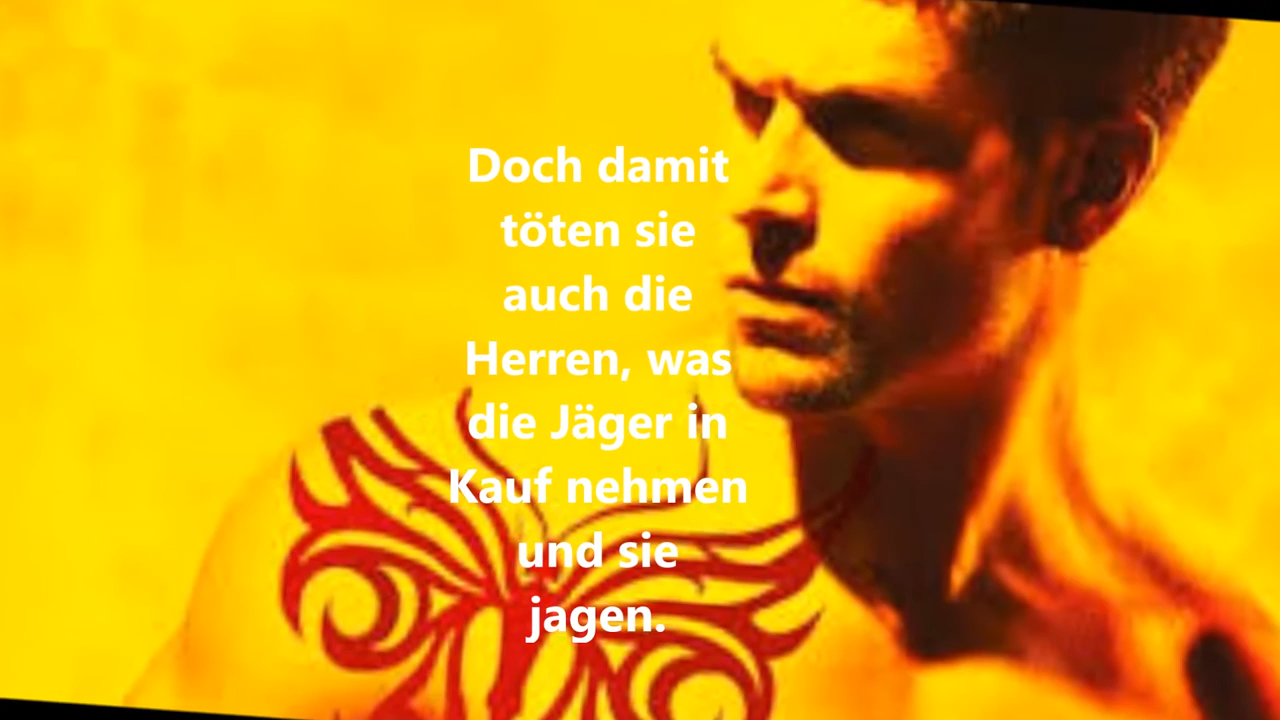 Doch damit
töten sie
auch die
Herren, was
die Jäger in
Kauf nehmen
und sie
jagen.